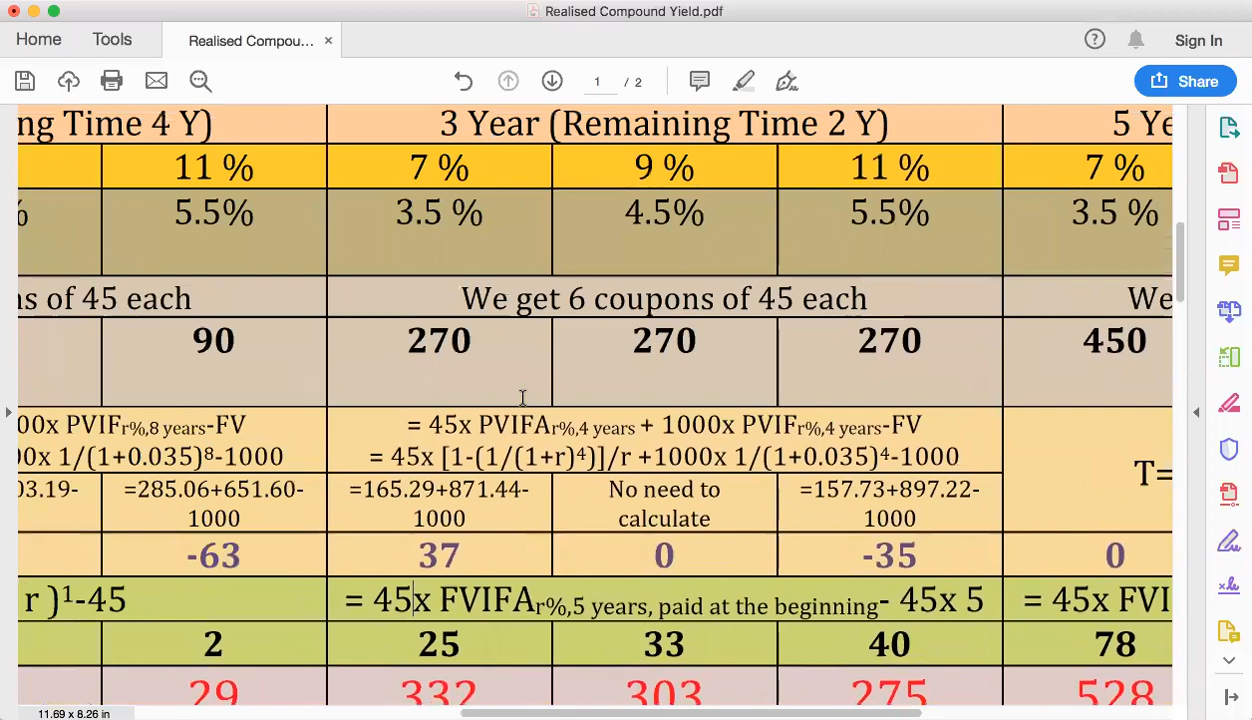 Realised Compound Yield.pdf
Home Tools Realised Compou... × Sign In
1 / 2 Share
ng Time 4 Y) 3 Year (Remaining Time 2 Y) 5 Ye
11 % 7 % 9 % 11 % 7 %
% 5.5% 3.5 % 4.5% 5.5% 3.5 %
ns of 45 each We get 6 coupons of 45 each We
90 270 270 270 450
00x PVIFr%,8 years-FV = 45x PVIFAr%,4 years + 1000x PVIFr%,4 years-FV
0x 1/(1+0.035)⁸-1000 = 45x [1-(1/(1+r)⁴)]/r +1000x 1/(1+0.035)⁴-1000 T=
03.19- =285.06+651.60- =165.29+871.44- No need to =157.73+897.22-
1000 1000 calculate 1000
-63 37 0 -35 0
r )¹-45 = 45x FVIFAr%,5 years, paid at the beginning- 45x 5 = 45x FVI
2 25 33 40 78
29 332 303 275 528
11.69 x 8.26 in